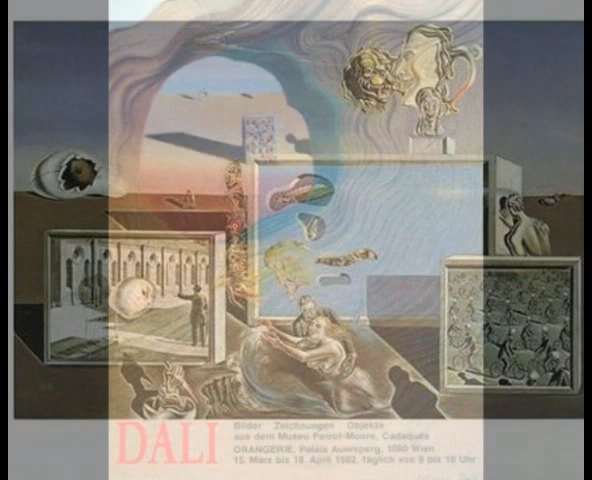 DALI
Bilder Zeichnungen Objekte
aus dem Museu Perrot-Moore, Cadaqués
ORANGERIE, Palais Auersperg, 1080 Wien
15. März bis 18. April 1982, täglich von 9 bis 18 Uhr